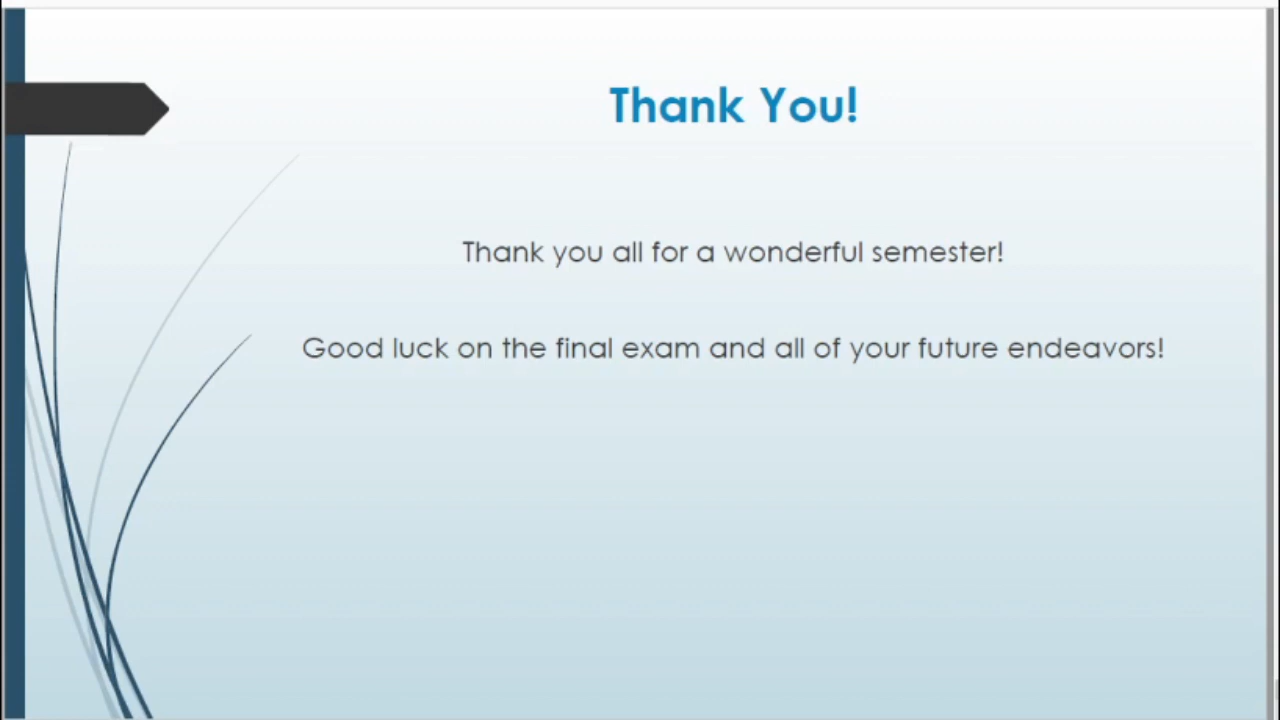 Thank You!
Thank you all for a wonderful semester!
Good luck on the final exam and all of your future endeavors!